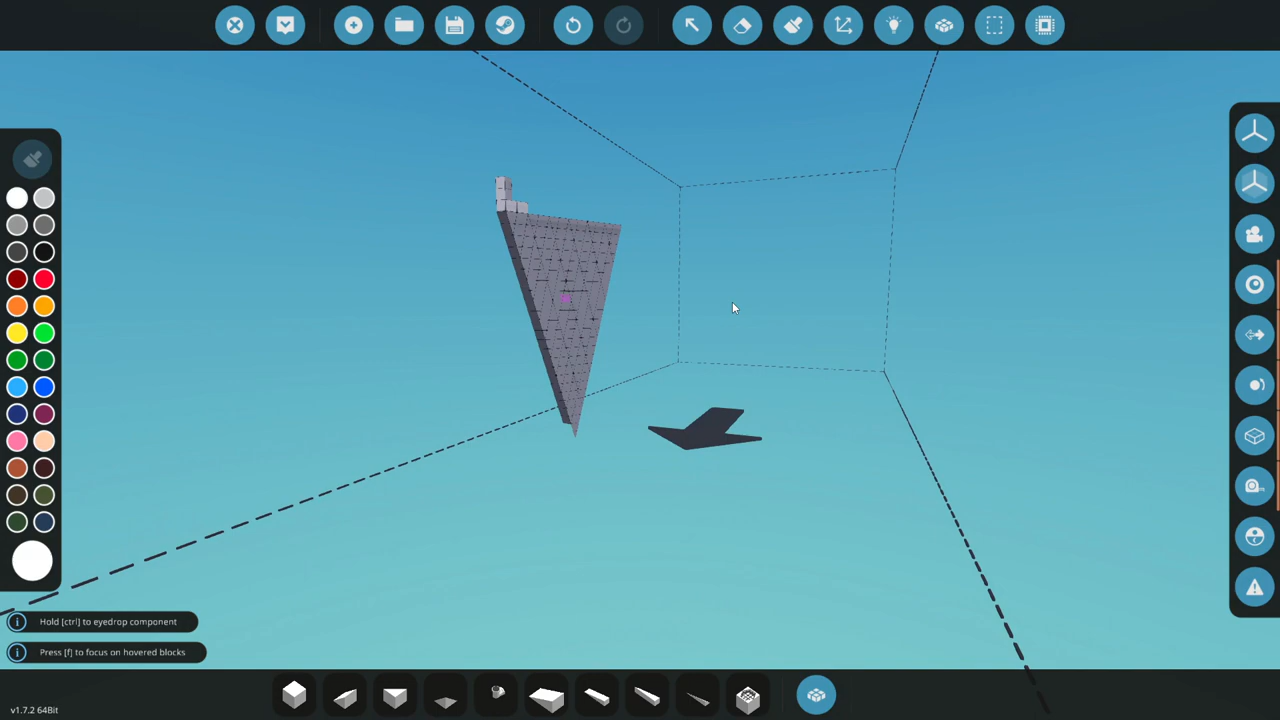 Hold [ctrl] to eyedrop component
Press [f] to focus on hovered blocks
v1.7.2 64Bit